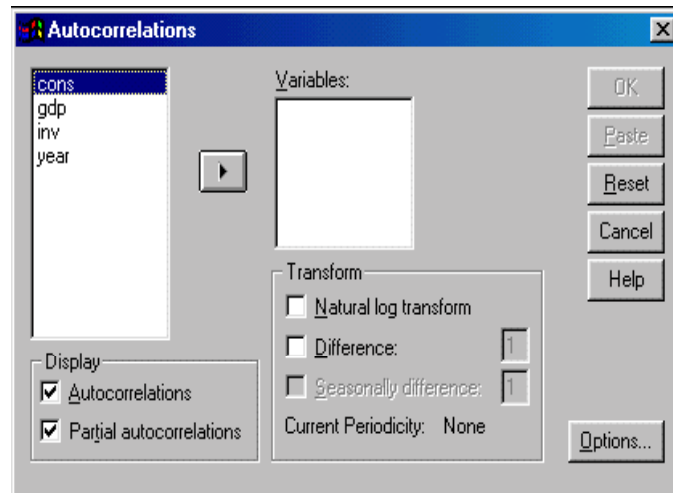 Autocorrelations
cons
gdp
inv
year
Variables:
OK
Paste
Reset
Cancel
Help
Transform
Natural log transform
Difference: 1
Seasonally difference: 1
Current Periodicity: None
Display
Autocorrelations
Partial autocorrelations
Options...